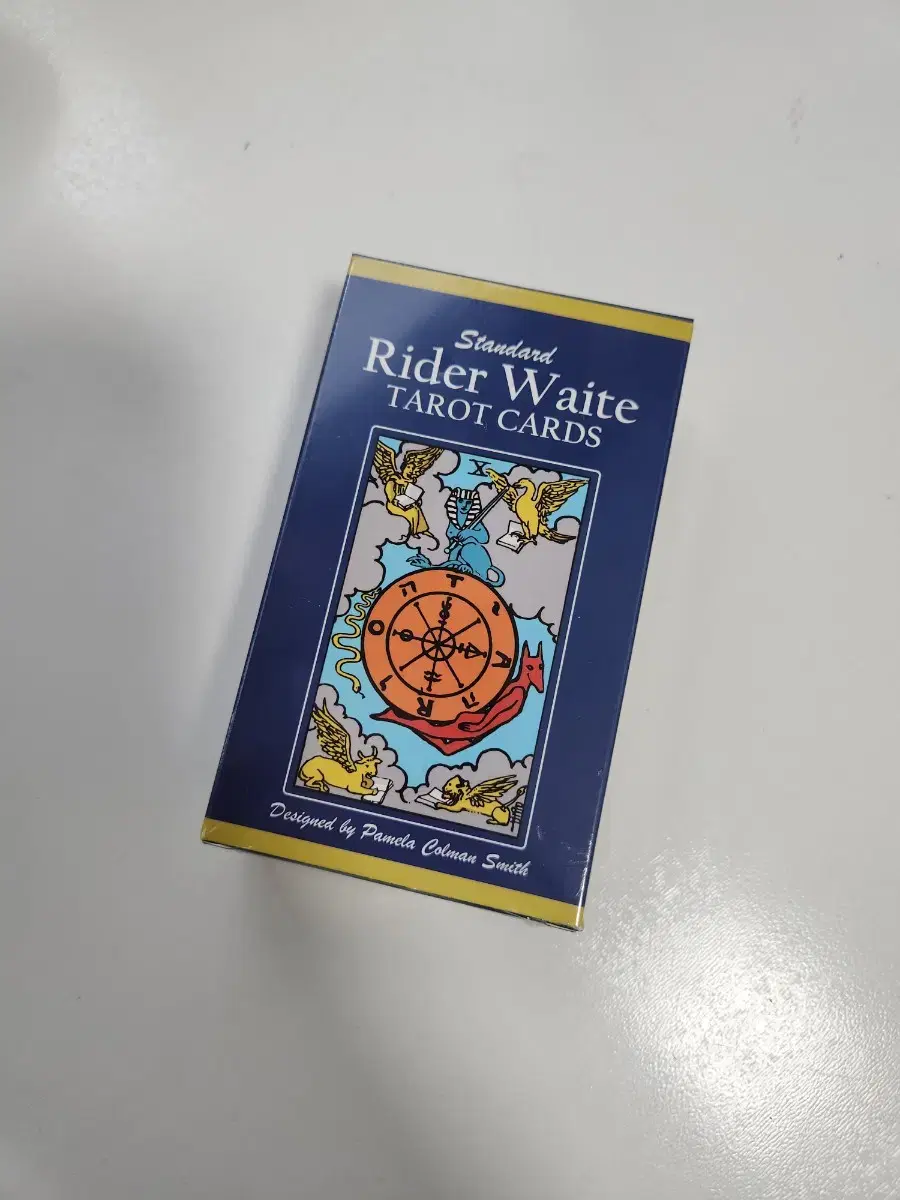 Standard
Rider Waite
TAROT CARDS
X
T
A
R
O
Designed by Pamela Colman Smith